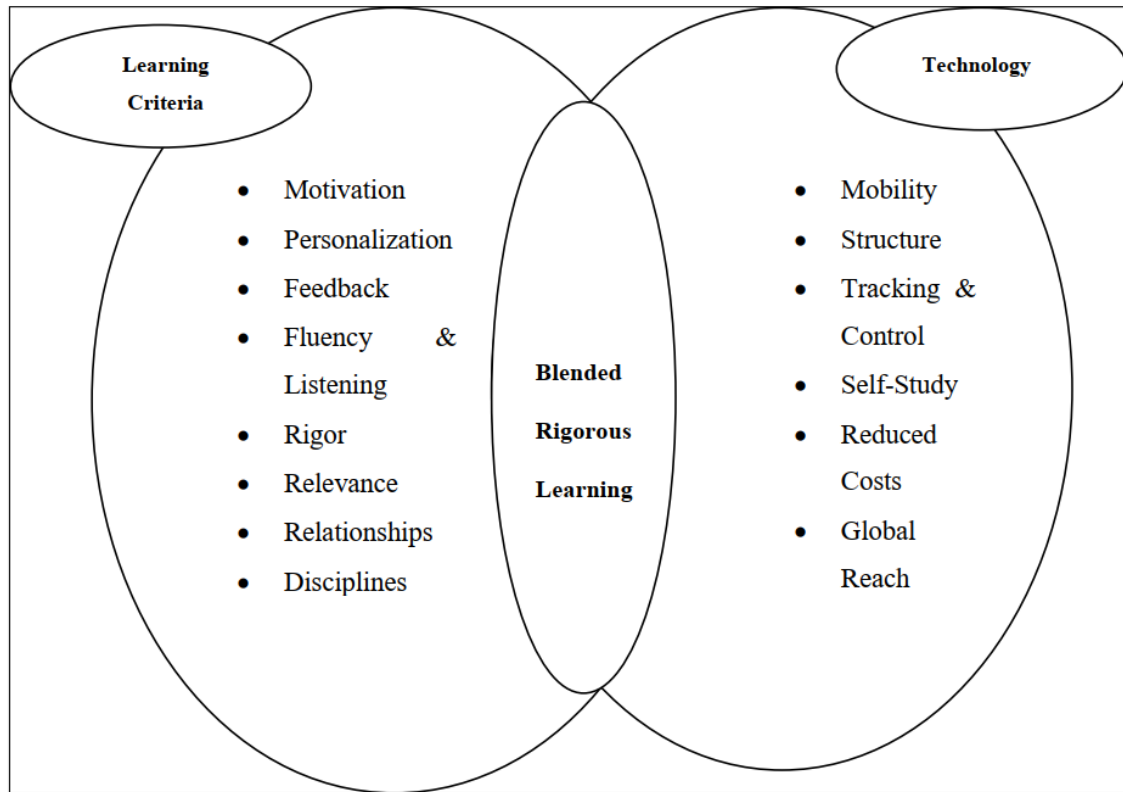 Learning
Criteria
Technology
• Motivation
• Personalization
• Feedback
• Fluency &
Listening
• Rigor
• Relevance
• Relationships
• Disciplines
Blended
Rigorous
Learning
• Mobility
• Structure
• Tracking &
Control
• Self-Study
• Reduced
Costs
• Global
Reach